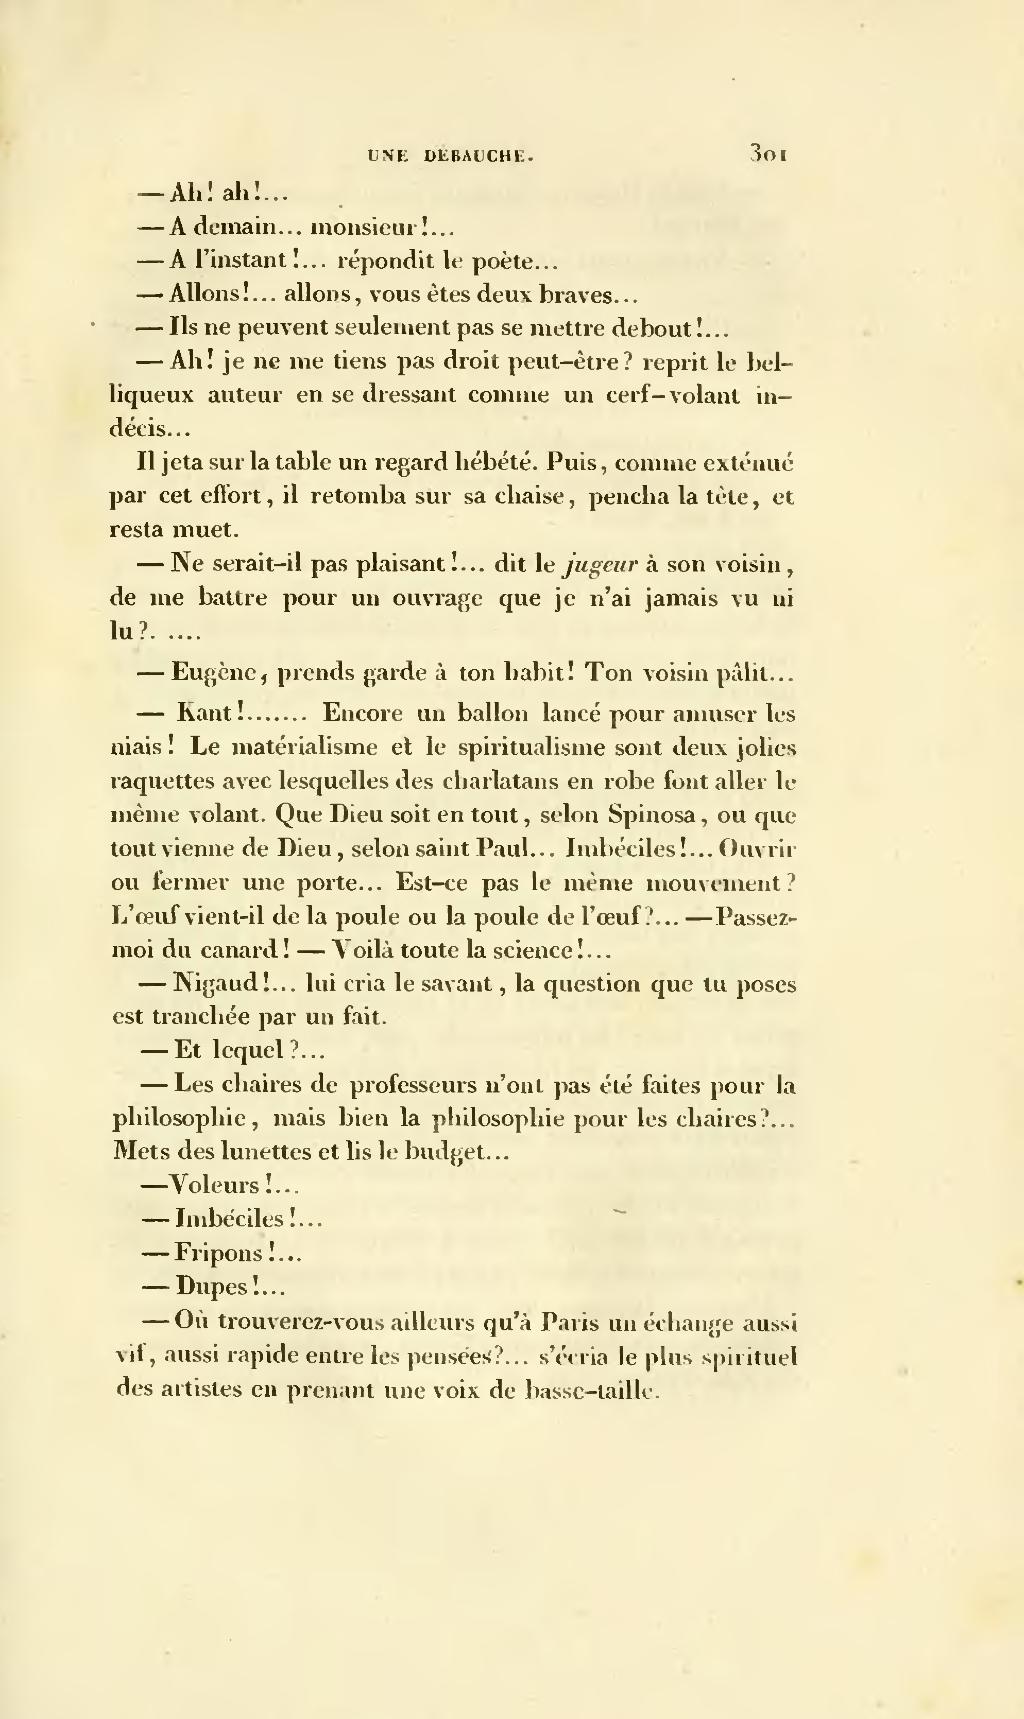 UNE DÉBAUCHE. 301
— Ah! ah!...
— A demain... monsieur!...
— A l'instant!... répondit le poète...
— Allons!... allons, vous êtes deux braves...
— Ils ne peuvent seulement pas se mettre debout!...
— Ah! je ne me tiens pas droit peut-être? reprit le bel-
liqueux auteur en se dressant comme un cerf-volant in-
décis...
Il jeta sur la table un regard hébété. Puis, comme exténué
par cet effort, il retomba sur sa chaise, pencha la tête, et
resta muet.
— Ne serait-il pas plaisant!... dit le jugeur à son voisin,
de me battre pour un ouvrage que je n'ai jamais vu ni
lu?. ....
— Eugène, prends garde à ton habit! Ton voisin pâlit...
— Kant!....... Encore un ballon lancé pour amuser les
niais! Le matérialisme et le spiritualisme sont deux jolies
raquettes avec lesquelles des charlatans en robe font aller le
même volant. Que Dieu soit en tout, selon Spinosa, ou que
tout vienne de Dieu, selon saint Paul... Imbéciles!... Ouvrir
ou fermer une porte... Est-ce pas le même mouvement?
L'œuf vient-il de la poule ou la poule de l'œuf?... — Passez-
moi du canard! — Voilà toute la science!...
— Nigaud!... lui cria le savant, la question que tu poses
est tranchée par un fait.
— Et lequel?...
— Les chaires de professeurs n'ont pas été faites pour la
philosophie, mais bien la philosophie pour les chaires?...
Mets des lunettes et lis le budget...
— Voleurs!...
— Imbéciles!...
— Fripons!...
— Dupes!...
— Où trouverez-vous ailleurs qu'à Paris un échange aussi
vif, aussi rapide entre les pensées?... s'écria le plus spirituel
des artistes en prenant une voix de basse-taille.